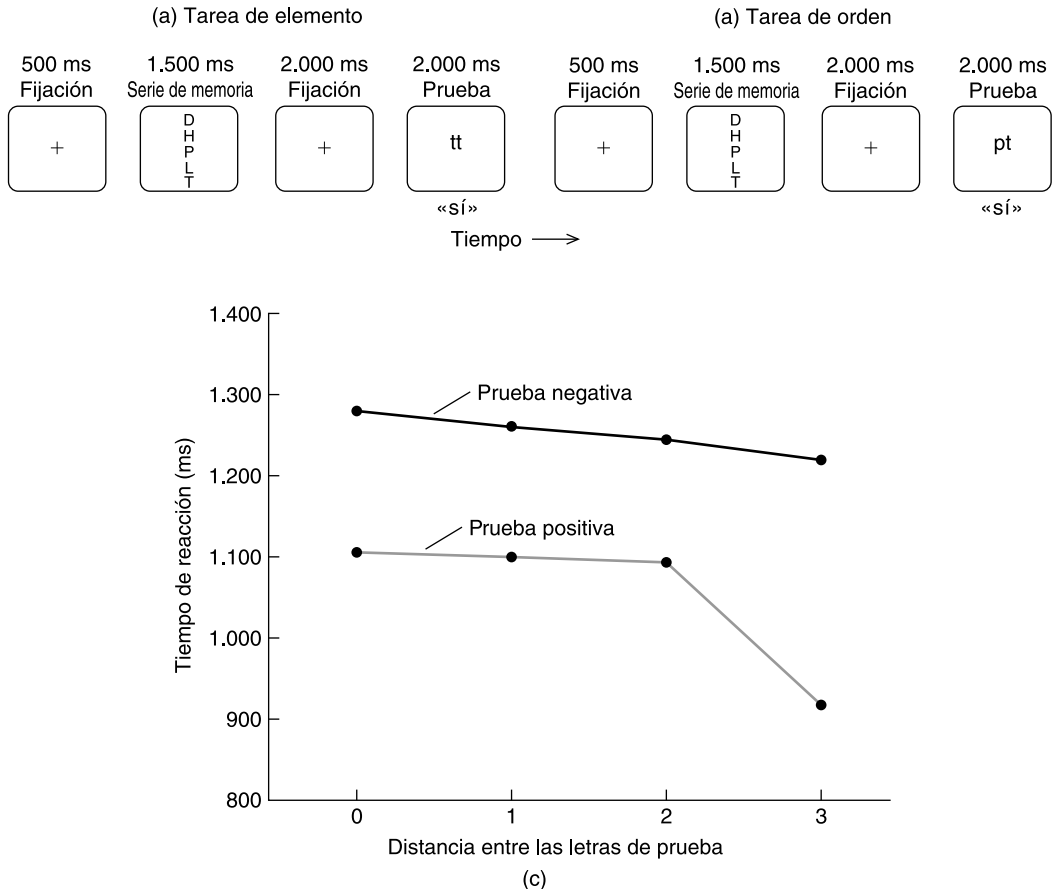 (a) Tarea de elemento
500 ms
Fijación
1.500 ms
Serie de memoria
D
H
P
L
T
2.000 ms
Fijación
2.000 ms
Prueba
tt
«sí»
(a) Tarea de orden
500 ms
Fijación
1.500 ms
Serie de memoria
D
H
P
L
T
2.000 ms
Fijación
2.000 ms
Prueba
pt
«sí»
Tiempo
Tiempo de reacción (ms)
1.400
1.300
1.200
1.100
1.000
900
800
Prueba negativa
Prueba positiva
0 1 2 3
Distancia entre las letras de prueba
(c)